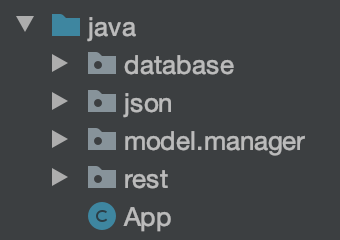 java
database
json
model.manager
rest
C App